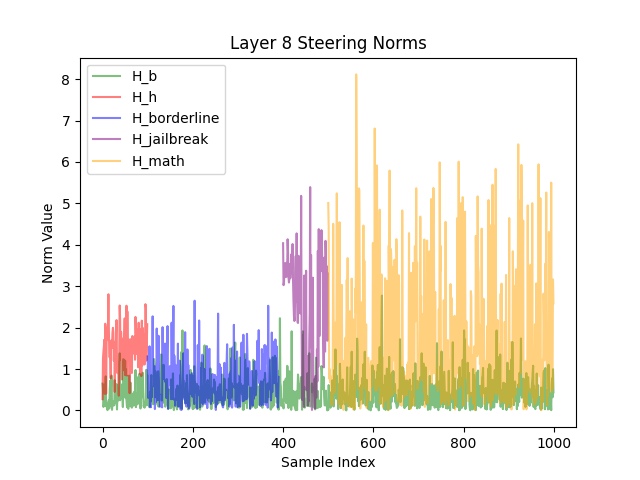 Layer 8 Steering Norms
H_b
H_h
H_borderline
H_jailbreak
H_math
8
7
6
5
4
3
2
1
0
Norm Value
0 200 400 600 800 1000
Sample Index